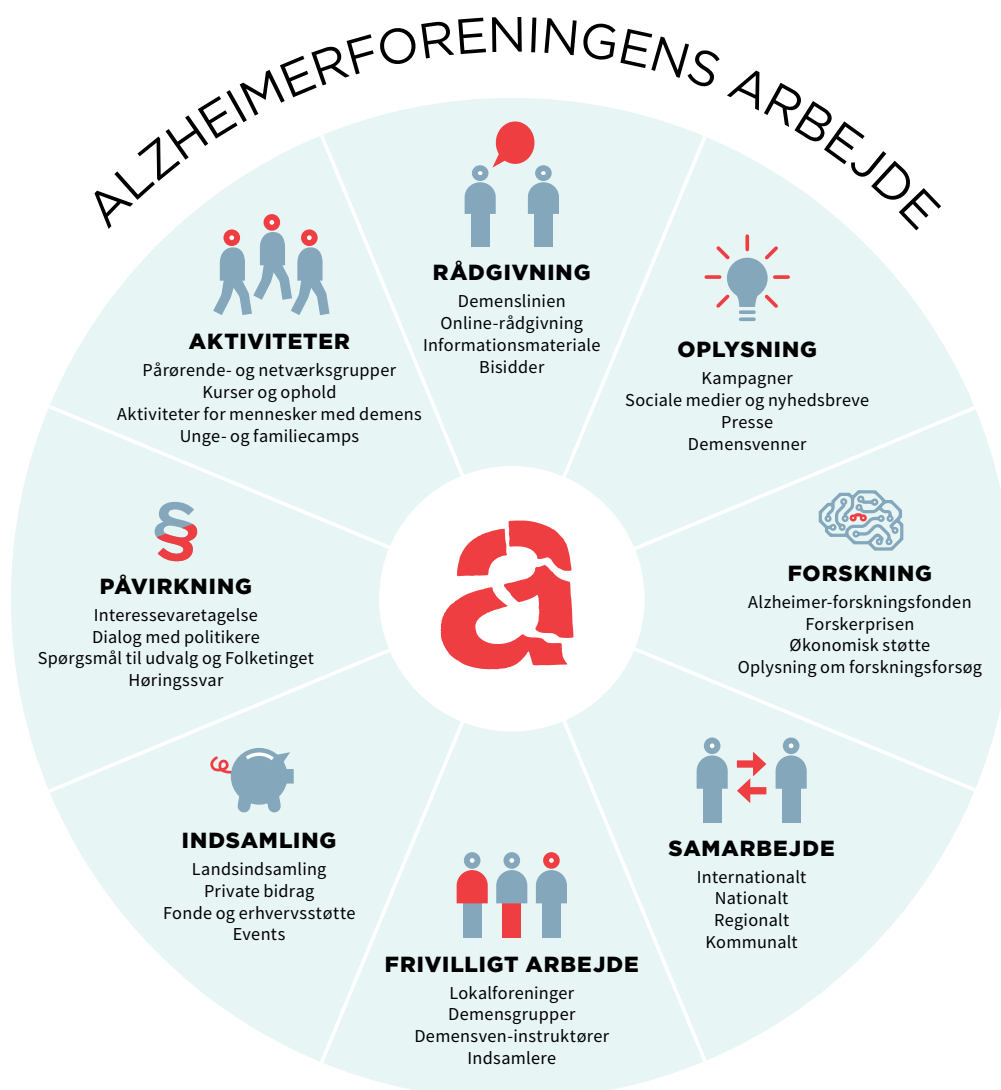 ALZHEIMERFORENINGENS ARBEJDE
RÅDGIVNING
Demenslinien
Online-rådgivning
Informationsmateriale
Bisidder
OPLYSNING
Kampagner
Sociale medier og nyhedsbreve
Presse
Demensvenner
FORSKNING
Alzheimer-forskningsfonden
Forskerprisen
Økonomisk støtte
Oplysning om forskningsforsøg
SAMARBEJDE
Internationalt
Nationalt
Regionalt
Kommunalt
FRIVILLIGT ARBEJDE
Lokalforeninger
Demensgrupper
Demensven-instruktører
Indsamlere
INDSAMLING
Landsindsamling
Private bidrag
Fonde og erhvervsstøtte
Events
PÅVIRKNING
Interessevaretagelse
Dialog med politikere
Spørgsmål til udvalg og Folketinget
Høringssvar
AKTIVITETER
Pårørende- og netværksgrupper
Kurser og ophold
Aktiviteter for mennesker med demens
Unge- og familiecamps
§
a